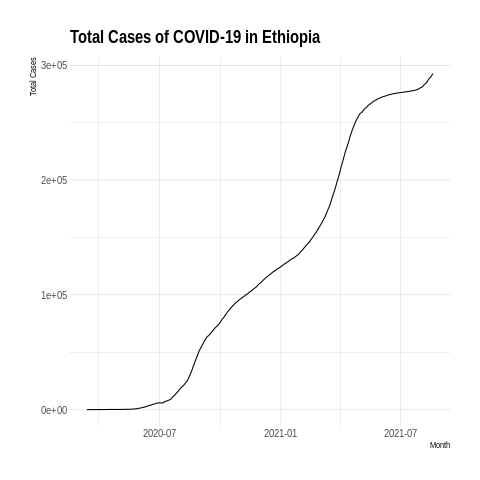 Total Cases of COVID-19 in Ethiopia
Total Cases
3e+05
2e+05
1e+05
0e+00
2020-07
2021-01
2021-07
Month